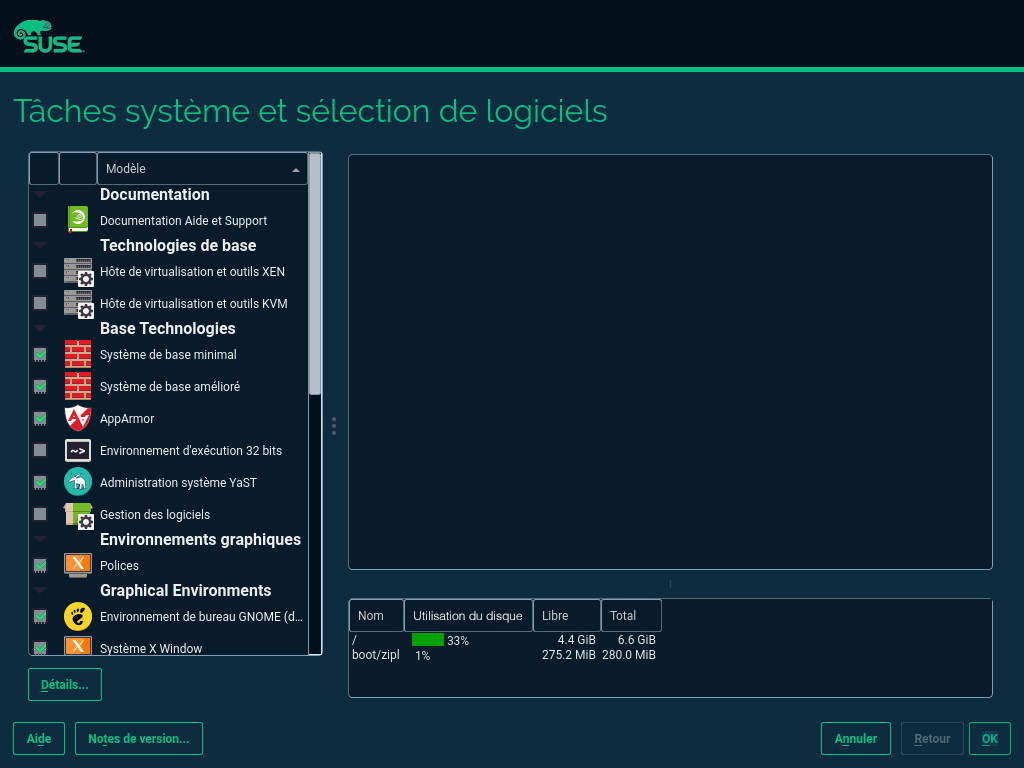 SUSE
Tâches système et sélection de logiciels
Modèle
Documentation
Documentation Aide et Support
Technologies de base
Hôte de virtualisation et outils XEN
Hôte de virtualisation et outils KVM
Base Technologies
Système de base minimal
Système de base amélioré
AppArmor
Environnement d'exécution 32 bits
Administration système YaST
Gestion des logiciels
Environnements graphiques
Polices
Graphical Environments
Environnement de bureau GNOME (d...
Système X Window
Nom Utilisation du disque Libre Total
/ 33% 4.4 GiB 6.6 GiB
boot/zipl 1% 275.2 MiB 280.0 MiB
Détails...
Aide Notes de version... Annuler Retour OK